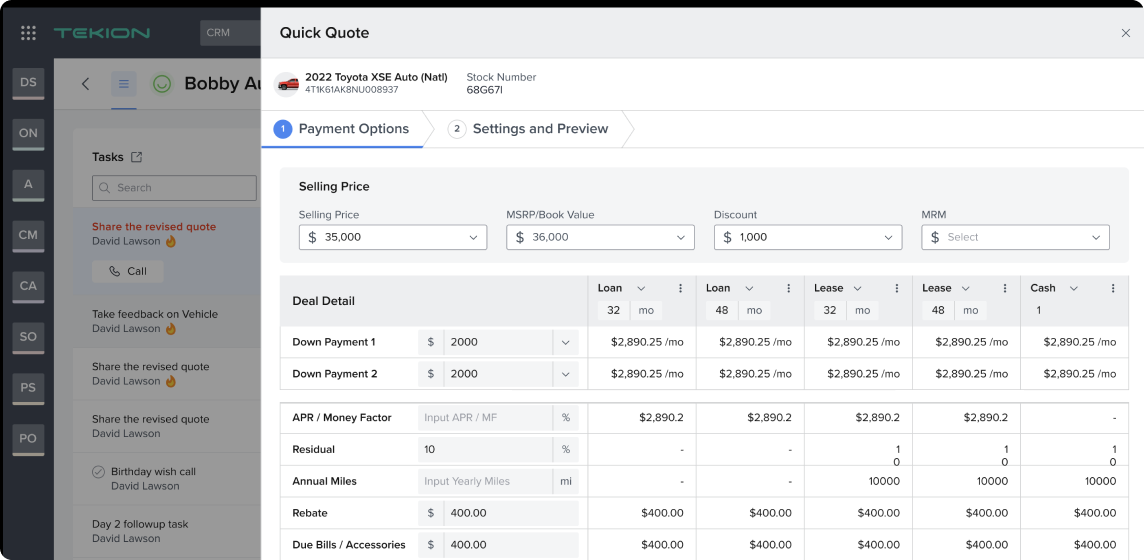 TEKION
CRM
DS
ON
A
CM
CA
SO
PS
PO
Bobby Au
Tasks
Search
Share the revised quote
David Lawson
Call
Take feedback on Vehicle
David Lawson
Share the revised quote
David Lawson
Share the revised quote
David Lawson
Birthday wish call
David Lawson
Day 2 followup task
David Lawson
Quick Quote
2022 Toyota XSE Auto (Natl)
4T1K61AK8NU008937
Stock Number
68G67I
1 Payment Options
2 Settings and Preview
Selling Price
Selling Price MSRP/Book Value Discount MRM
$ 35,000 $ 36,000 $ 1,000 $ Select
Deal Detail
Loan Loan Lease Lease Cash
32 mo 48 mo 32 mo 48 mo 1
Down Payment 1 $ 2000 $2,890.25 /mo $2,890.25 /mo $2,890.25 /mo $2,890.25 /mo $2,890.25 /mo
Down Payment 2 $ 2000 $2,890.25 /mo $2,890.25 /mo $2,890.25 /mo $2,890.25 /mo $2,890.25 /mo
APR / Money Factor Input APR / MF % $2,890.2 $2,890.2 $2,890.2 $2,890.2 -
Residual 10 % - - 10 10 10
Annual Miles Input Yearly Miles mi - - 10000 10000 10000
Rebate $ 400.00 $400.00 $400.00 $400.00 $400.00 $400.00
Due Bills / Accessories $ 400.00 $400.00 $400.00 $400.00 $400.00 $400.00